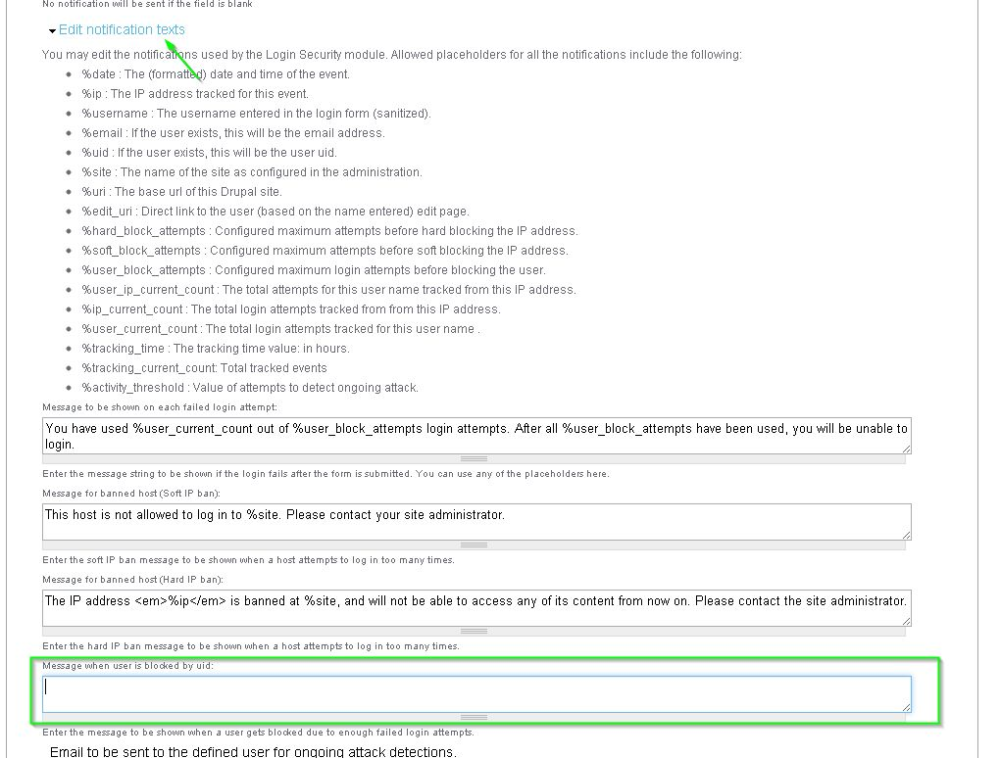 No notification will be sent if the field is blank
Edit notification texts
You may edit the notifications used by the Login Security module. Allowed placeholders for all the notifications include the following:
%date : The (formatted) date and time of the event.
%ip : The IP address tracked for this event.
%username : The username entered in the login form (sanitized).
%email : If the user exists, this will be the email address.
%uid : If the user exists, this will be the user uid.
%site : The name of the site as configured in the administration.
%uri : The base url of this Drupal site.
%edit_uri : Direct link to the user (based on the name entered) edit page.
%hard_block_attempts : Configured maximum attempts before hard blocking the IP address.
%soft_block_attempts : Configured maximum attempts before soft blocking the IP address.
%user_block_attempts : Configured maximum login attempts before blocking the user.
%user_ip_current_count : The total attempts for this user name tracked from this IP address.
%ip_current_count : The total login attempts tracked from from this IP address.
%user_current_count : The total login attempts tracked for this user name .
%tracking_time : The tracking time value: in hours.
%tracking_current_count: Total tracked events
%activity_threshold : Value of attempts to detect ongoing attack.
Message to be shown on each failed login attempt:
You have used %user_current_count out of %user_block_attempts login attempts. After all %user_block_attempts have been used, you will be unable to
login.
Enter the message string to be shown if the login fails after the form is submitted. You can use any of the placeholders here.
Message for banned host (Soft IP ban):
This host is not allowed to log in to %site. Please contact your site administrator.
Enter the soft IP ban message to be shown when a host attempts to log in too many times.
Message for banned host (Hard IP ban):
The IP address <em>%ip</em> is banned at %site, and will not be able to access any of its content from now on. Please contact the site administrator.
Enter the hard IP ban message to be shown when a host attempts to log in too many times.
Message when user is blocked by uid:
Enter the message to be shown when a user gets blocked due to enough failed login attempts.
Email to be sent to the defined user for ongoing attack detections.